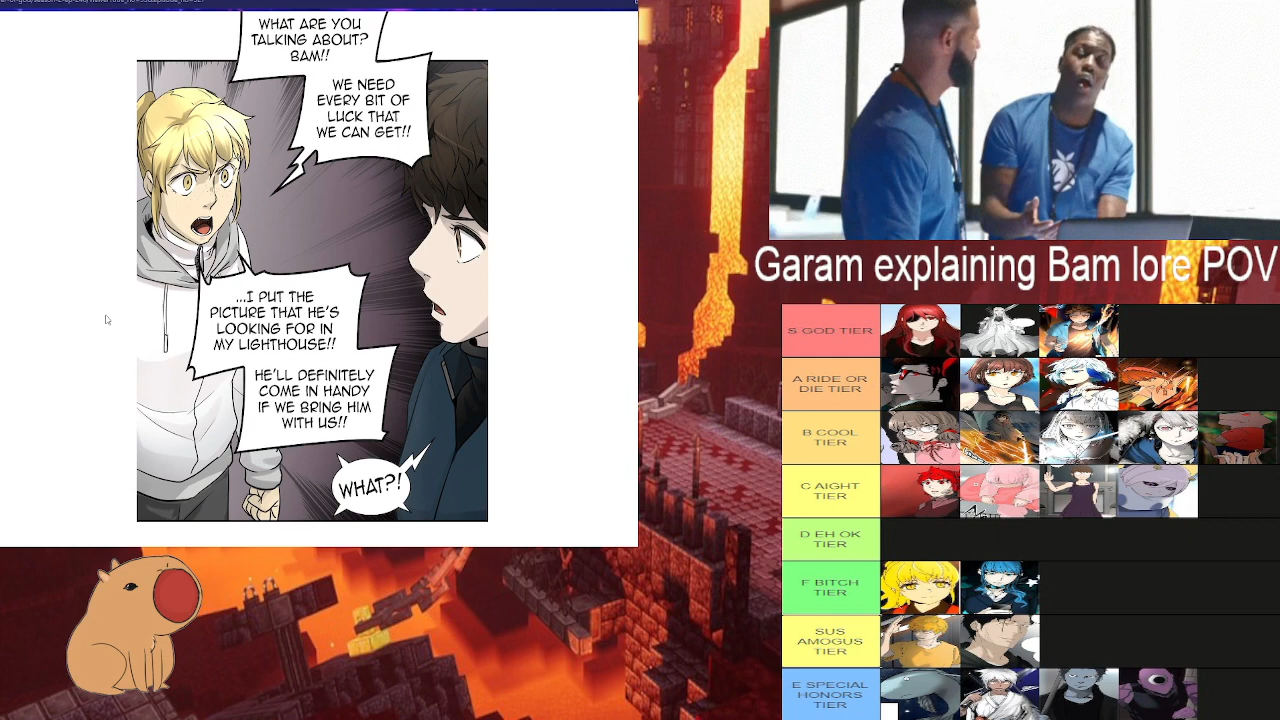 WHAT ARE YOU
TALKING ABOUT?
BAM!!
WE NEED
EVERY BIT OF
LUCK THAT
WE CAN GET!!
...I PUT THE
PICTURE THAT HE'S
LOOKING FOR IN
MY LIGHTHOUSE!!
HE'LL DEFINITELY
COME IN HANDY
IF WE BRING HIM
WITH US!!
WHAT?!
Garam explaining Bam lore POV
S GOD TIER
A RIDE OR
DIE TIER
B COOL
TIER
C AIGHT
TIER
D EH OK
TIER
F BITCH
TIER
SUS
AMOGUS
TIER
E SPECIAL
HONORS
TIER